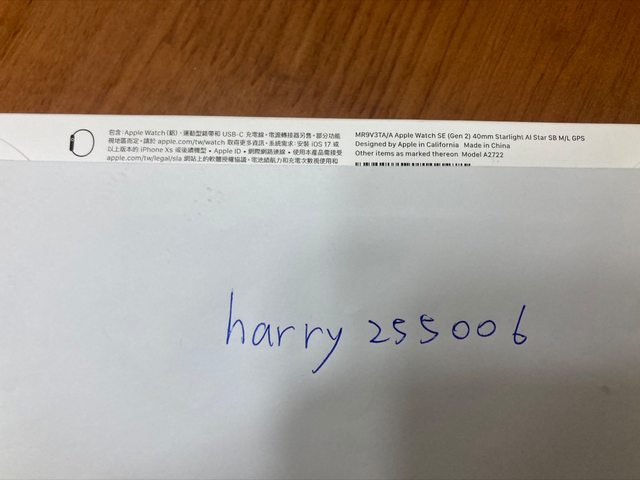 包含：Apple Watch（鋁）、運動型錶帶和 USB-C 充電線。電源轉接器另售。部分功能
視地區而定。請於 apple.com/tw/watch 取得更多資訊。系統需求：安裝 iOS 17 或
以上版本的 iPhone Xs 或後續機型 • Apple ID • 網際網路連線 • 使用本產品需接受
apple.com/tw/legal/sla 網站上的軟體授權協議。電池續航力和充電次數視使用和
MR9V3TA/A Apple Watch SE (Gen 2) 40mm Starlight Al Star SB M/L GPS
Designed by Apple in California Made in China
Other items as marked thereon Model A2722
harry 255006